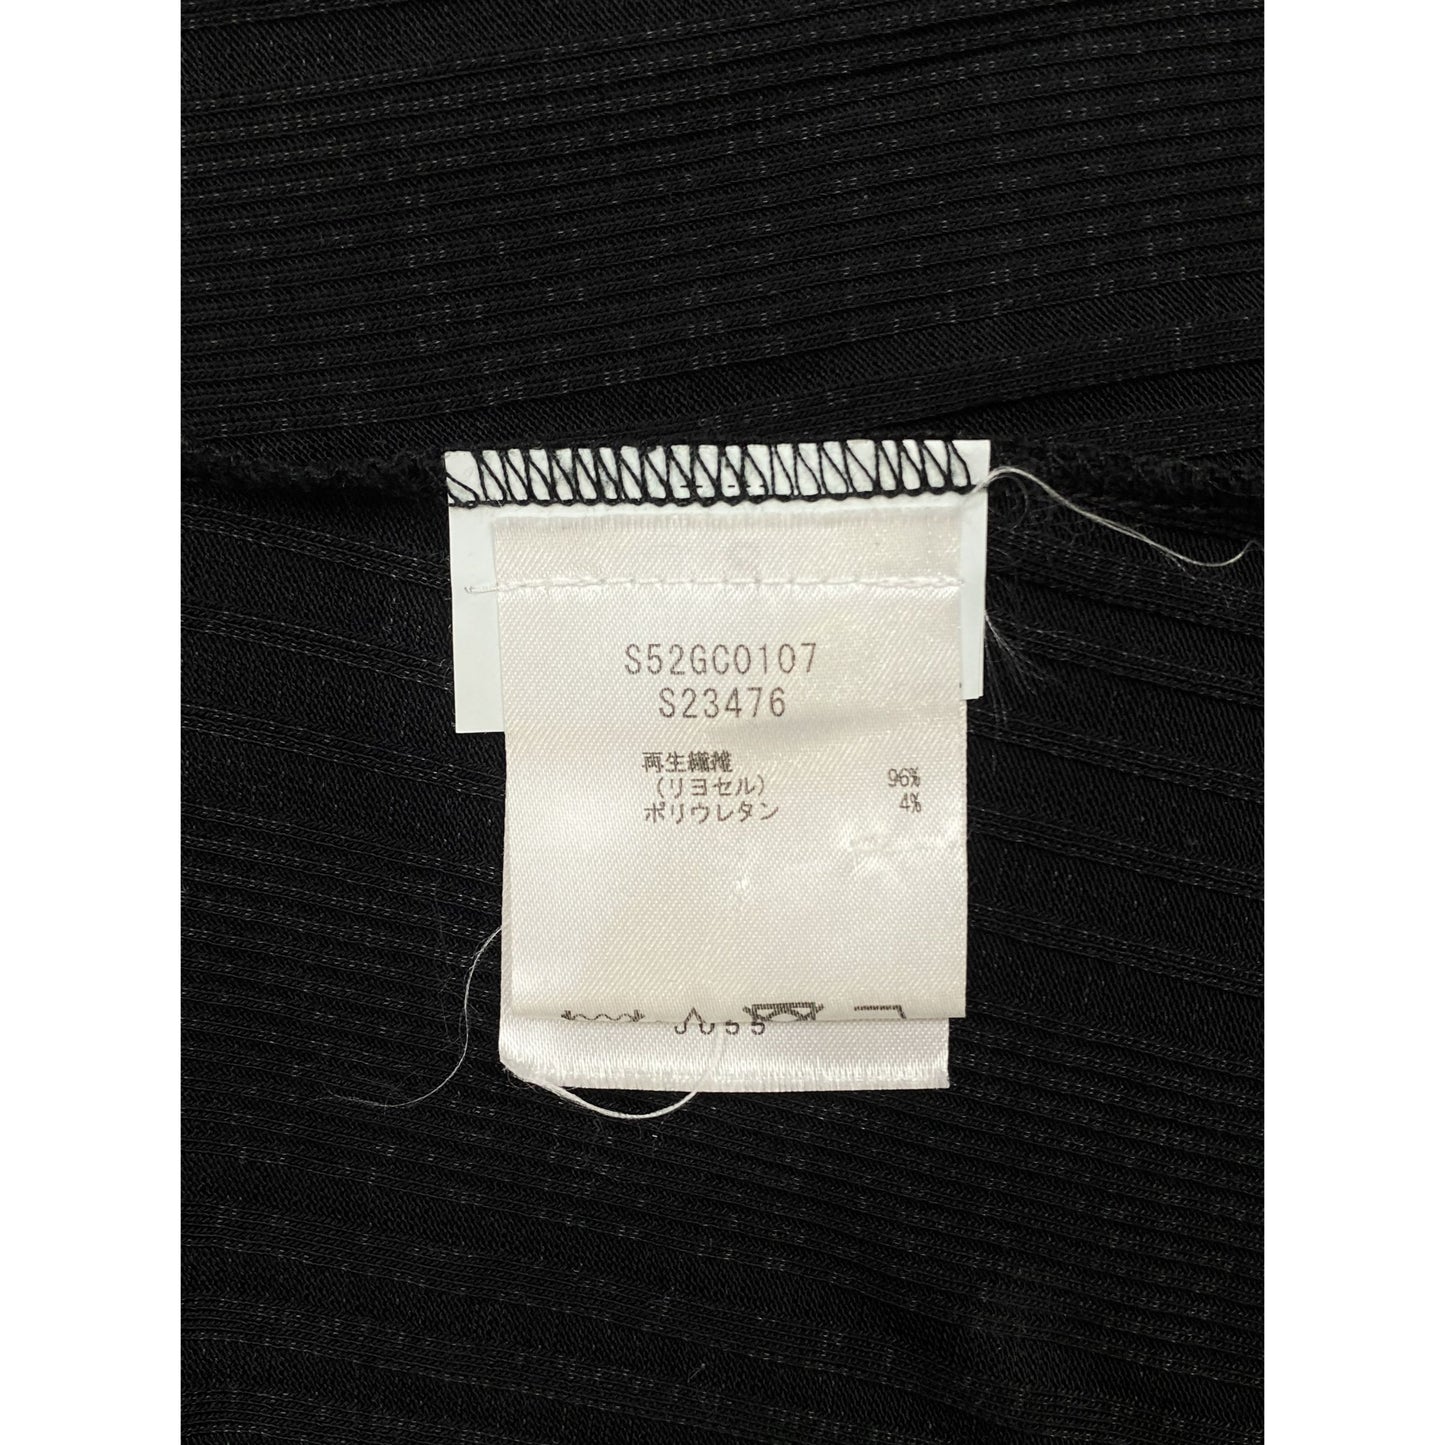 S52GC0107
S23476
再生繊維
(リヨセル) 96%
ポリウレタン 4%